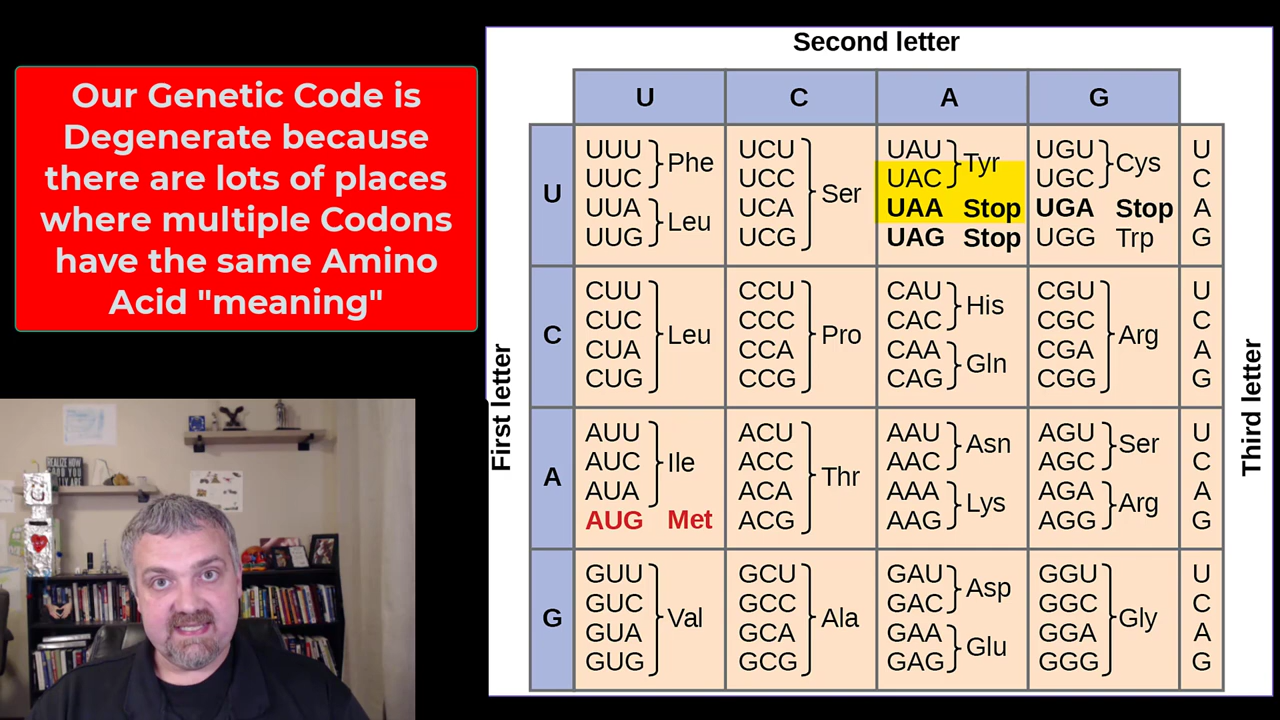 Our Genetic Code is
Degenerate because
there are lots of places
where multiple Codons
have the same Amino
Acid "meaning"
Second letter
U C A G
First letter
Third letter
U
UUU
UUC
Phe
UUA
UUG
Leu
UCU
UCC
UCA
UCG
Ser
UAU
UAC
Tyr
UAA Stop
UAG Stop
UGU
UGC
Cys
UGA Stop
UGG Trp
U
C
A
G
C
CUU
CUC
CUA
CUG
Leu
CCU
CCC
CCA
CCG
Pro
CAU
CAC
His
CAA
CAG
Gln
CGU
CGC
CGA
CGG
Arg
U
C
A
G
A
AUU
AUC
AUA
Ile
AUG Met
ACU
ACC
ACA
ACG
Thr
AAU
AAC
Asn
AAA
AAG
Lys
AGU
AGC
Ser
AGA
AGG
Arg
U
C
A
G
G
GUU
GUC
GUA
GUG
Val
GCU
GCC
GCA
GCG
Ala
GAU
GAC
Asp
GAA
GAG
Glu
GGU
GGC
GGA
GGG
Gly
U
C
A
G